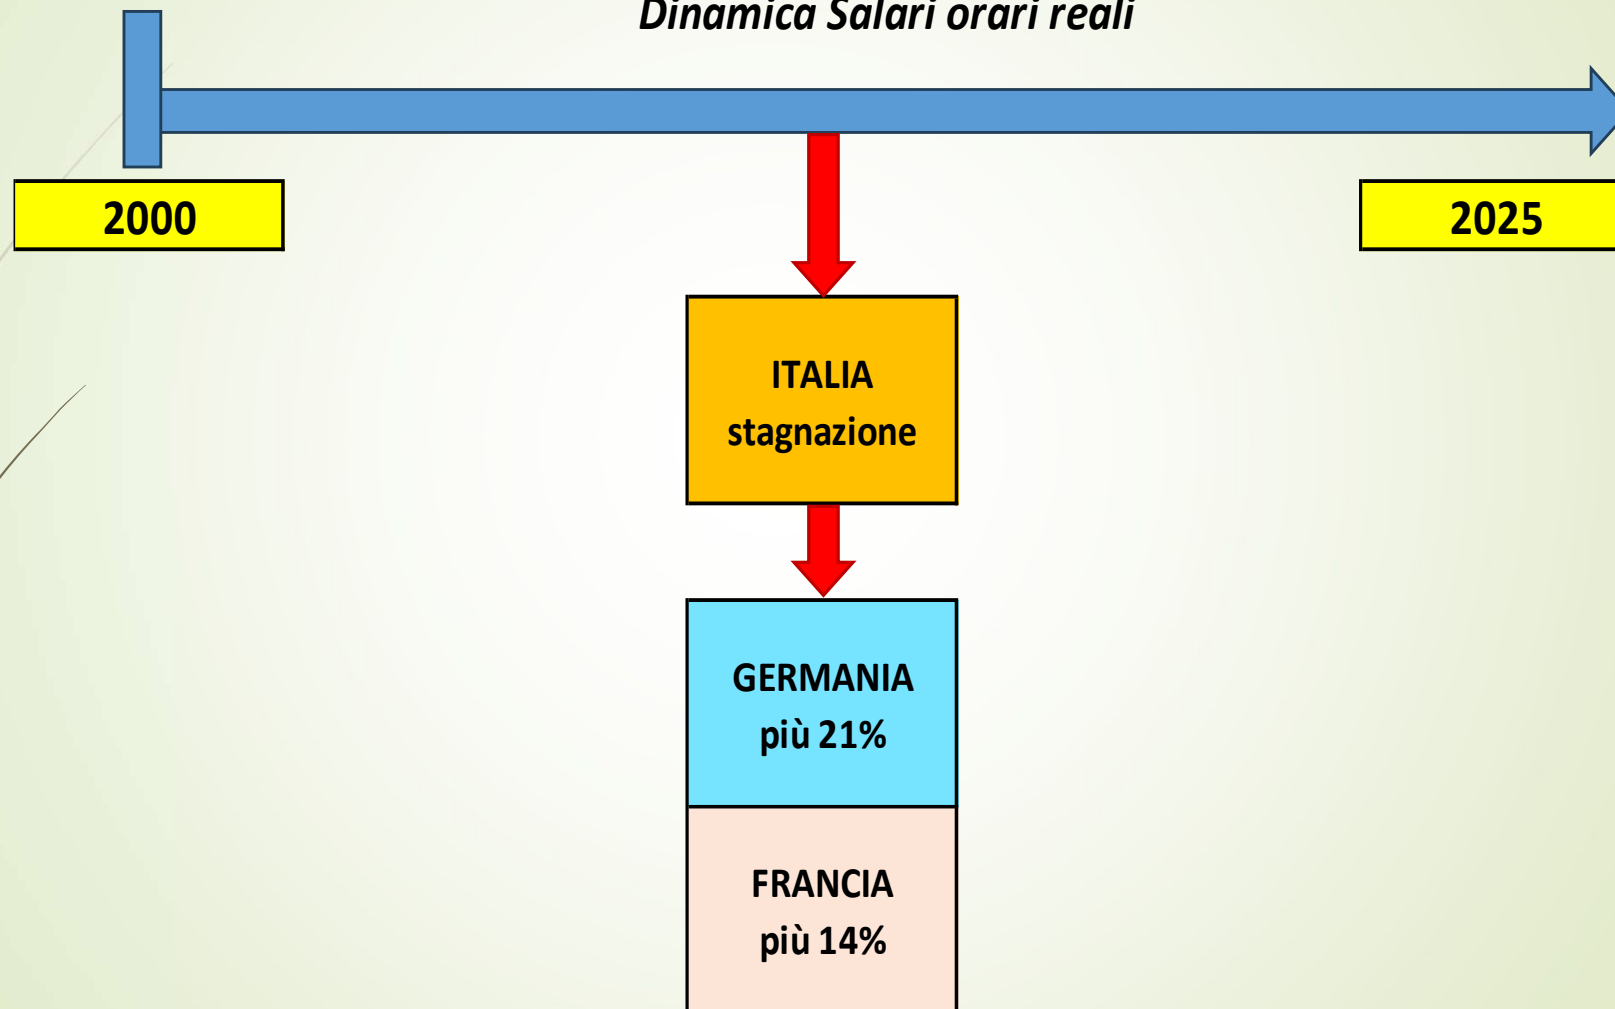 Dinamica Salari orari reali
2000
2025
ITALIA
stagnazione
GERMANIA
più 21%
FRANCIA
più 14%